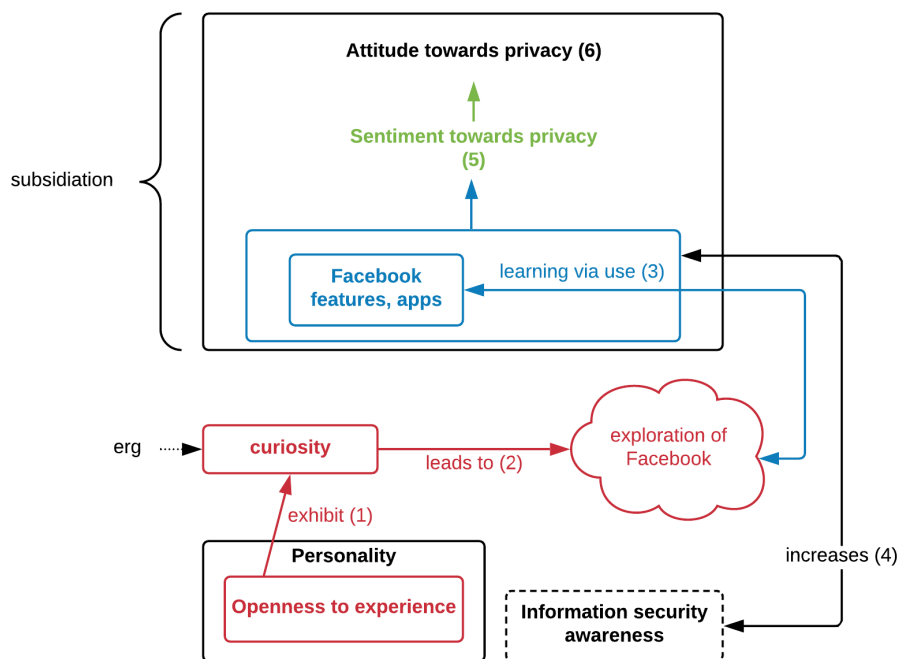 Attitude towards privacy (6)
Sentiment towards privacy
(5)
subsidiation
learning via use (3)
Facebook
features, apps
erg
curiosity
leads to (2)
exploration of
Facebook
exhibit (1)
Personality
Openness to experience
increases (4)
Information security
awareness